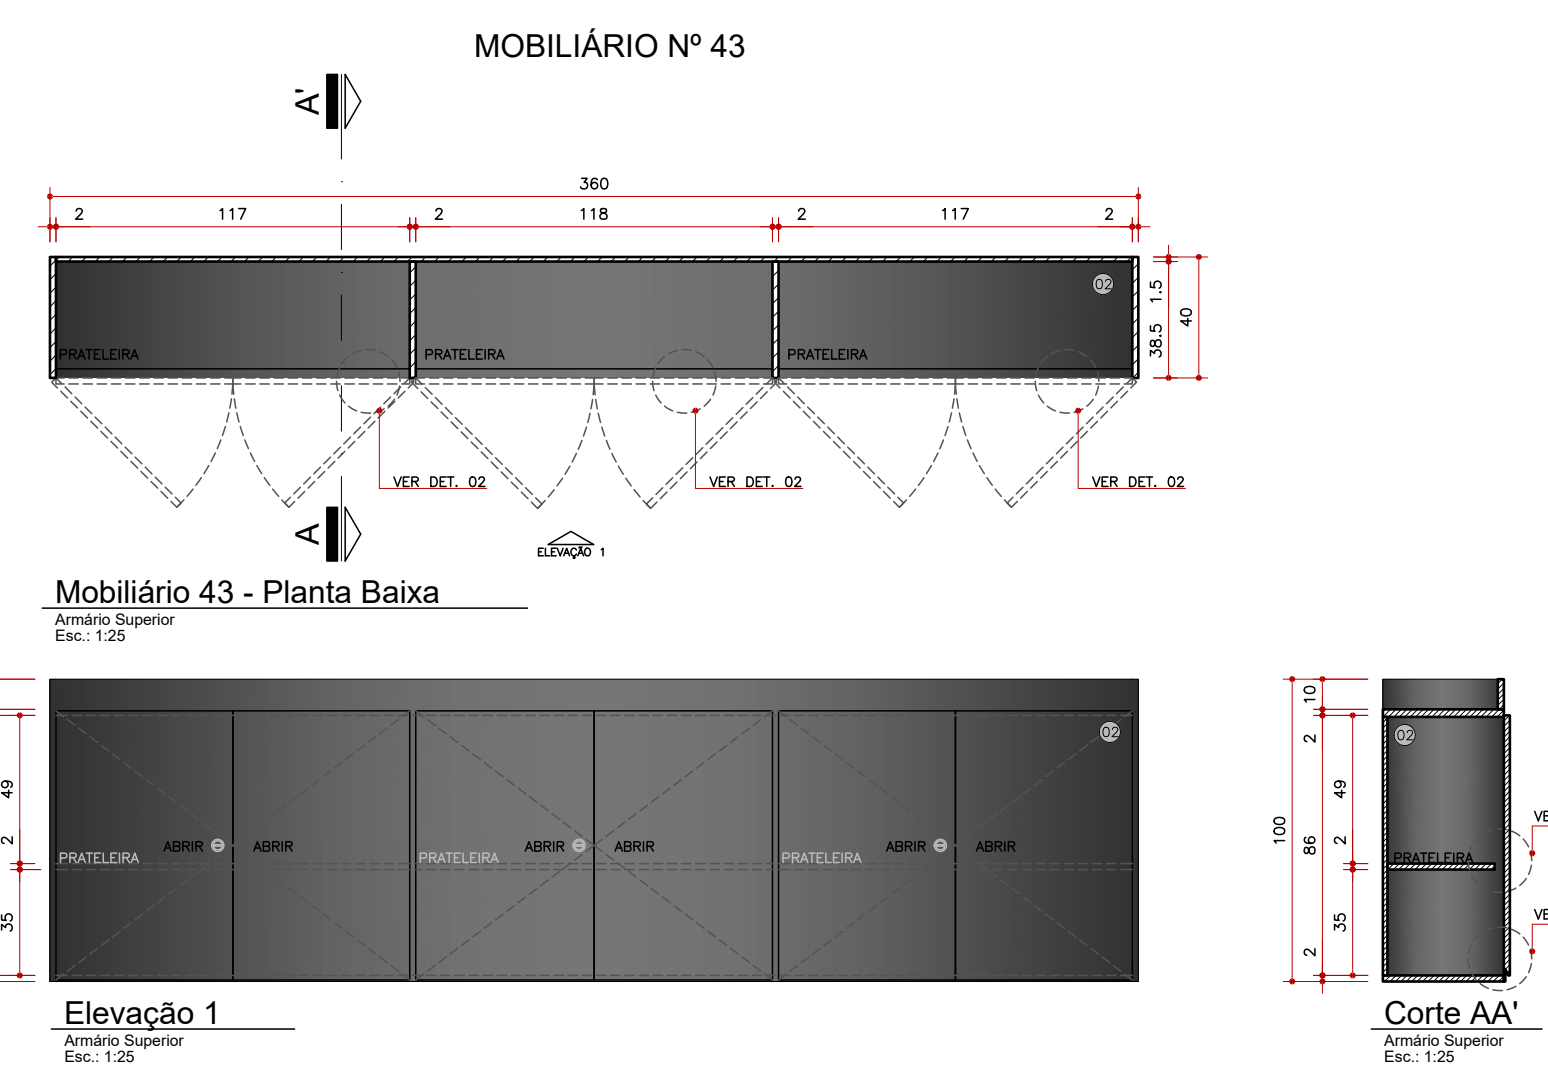 MOBILIÁRIO Nº 43
A'
360
2 117 2 118 2 117 2
02
1.5
38.5
40
PRATELEIRA PRATELEIRA PRATELEIRA
VER DET. 02 VER DET. 02 VER DET. 02
A
ELEVAÇÃO 1
Mobiliário 43 - Planta Baixa
Armário Superior
Esc.: 1:25
49
2
35
02
PRATELEIRA ABRIR ABRIR PRATELEIRA ABRIR ABRIR PRATELEIRA ABRIR ABRIR
Elevação 1
Armário Superior
Esc.: 1:25
100
10
2
86
2
49
2
35
02
PRATELEIRA
VE
VE
Corte AA'
Armário Superior
Esc.: 1:25